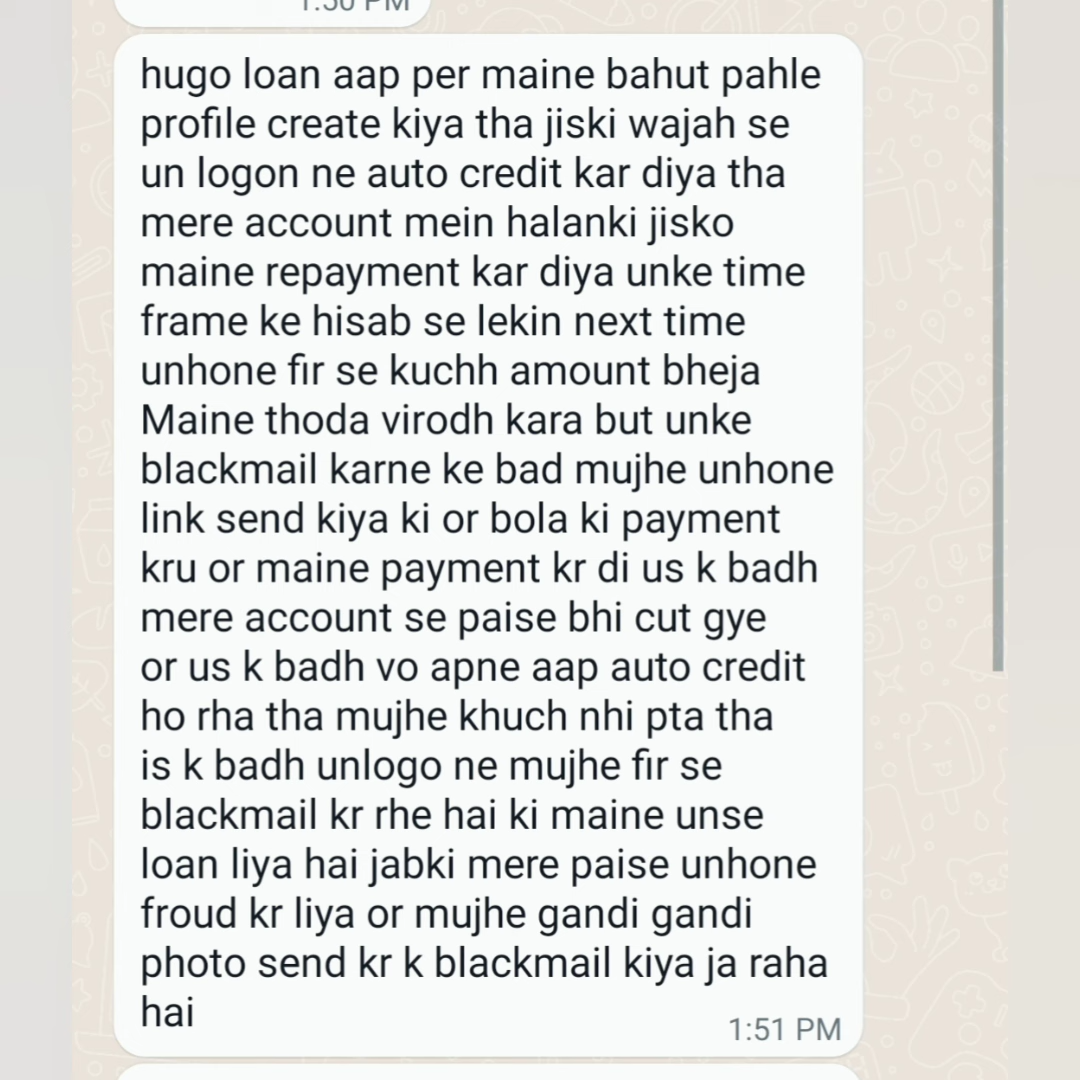 1:50 PM
hugo loan aap per maine bahut pahle
profile create kiya tha jiski wajah se
un logon ne auto credit kar diya tha
mere account mein halanki jisko
maine repayment kar diya unke time
frame ke hisab se lekin next time
unhone fir se kuchh amount bheja
Maine thoda virodh kara but unke
blackmail karne ke bad mujhe unhone
link send kiya ki or bola ki payment
kru or maine payment kr di us k badh
mere account se paise bhi cut gye
or us k badh vo apne aap auto credit
ho rha tha mujhe khuch nhi pta tha
is k badh unlogo ne mujhe fir se
blackmail kr rhe hai ki maine unse
loan liya hai jabki mere paise unhone
froud kr liya or mujhe gandi gandi
photo send kr k blackmail kiya ja raha
hai
1:51 PM